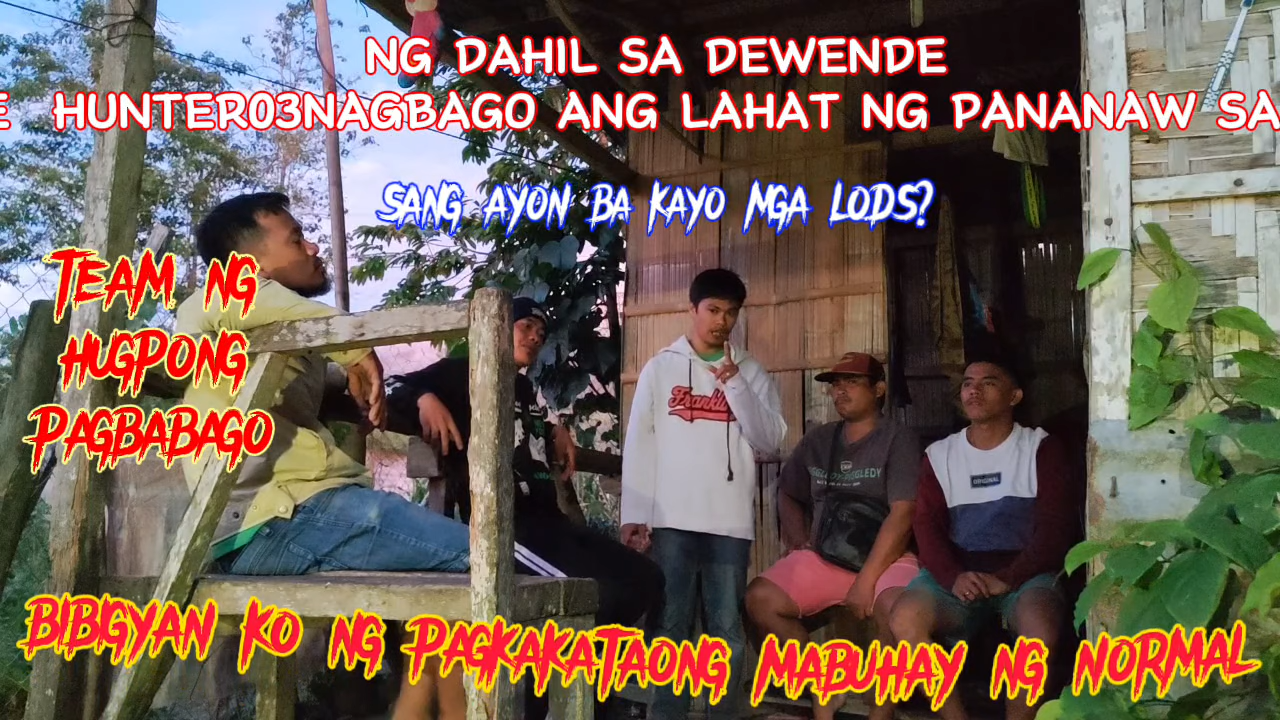 NG DAHIL SA DEWENDE
HUNTER03NAGBAGO ANG LAHAT NG PANANAW SA
SANG AYON BA KAYO MGA LODS?
TEAM NG
HUGPONG
PAGBABAGO
Franklin
ORIGINAL
BIBIGYAN KO NG PAGKAKATAONG MABUHAY NG NORMAL